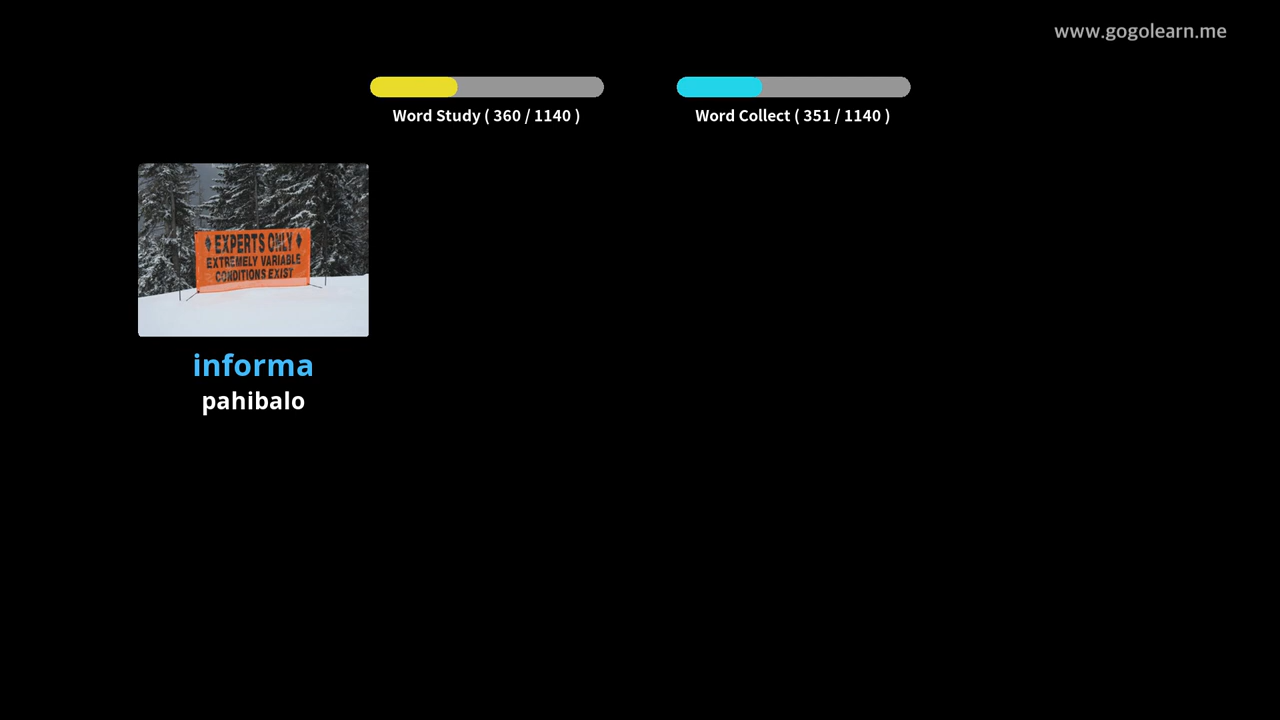 www.gogolearn.me
Word Study ( 360 / 1140 )
Word Collect ( 351 / 1140 )
EXPERTS ONLY
EXTREMELY VARIABLE
CONDITIONS EXIST
informa
pahibalo